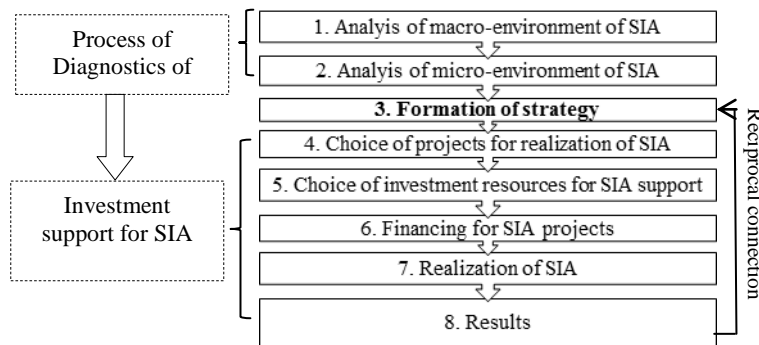 Process of
Diagnostics of
Investment
support for SIA
1. Analyis of macro-environment of SIA
2. Analyis of micro-environment of SIA
3. Formation of strategy
4. Choice of projects for realization of SIA
5. Choice of investment resources for SIA support
6. Financing for SIA projects
7. Realization of SIA
8. Results
Reciprocal connection